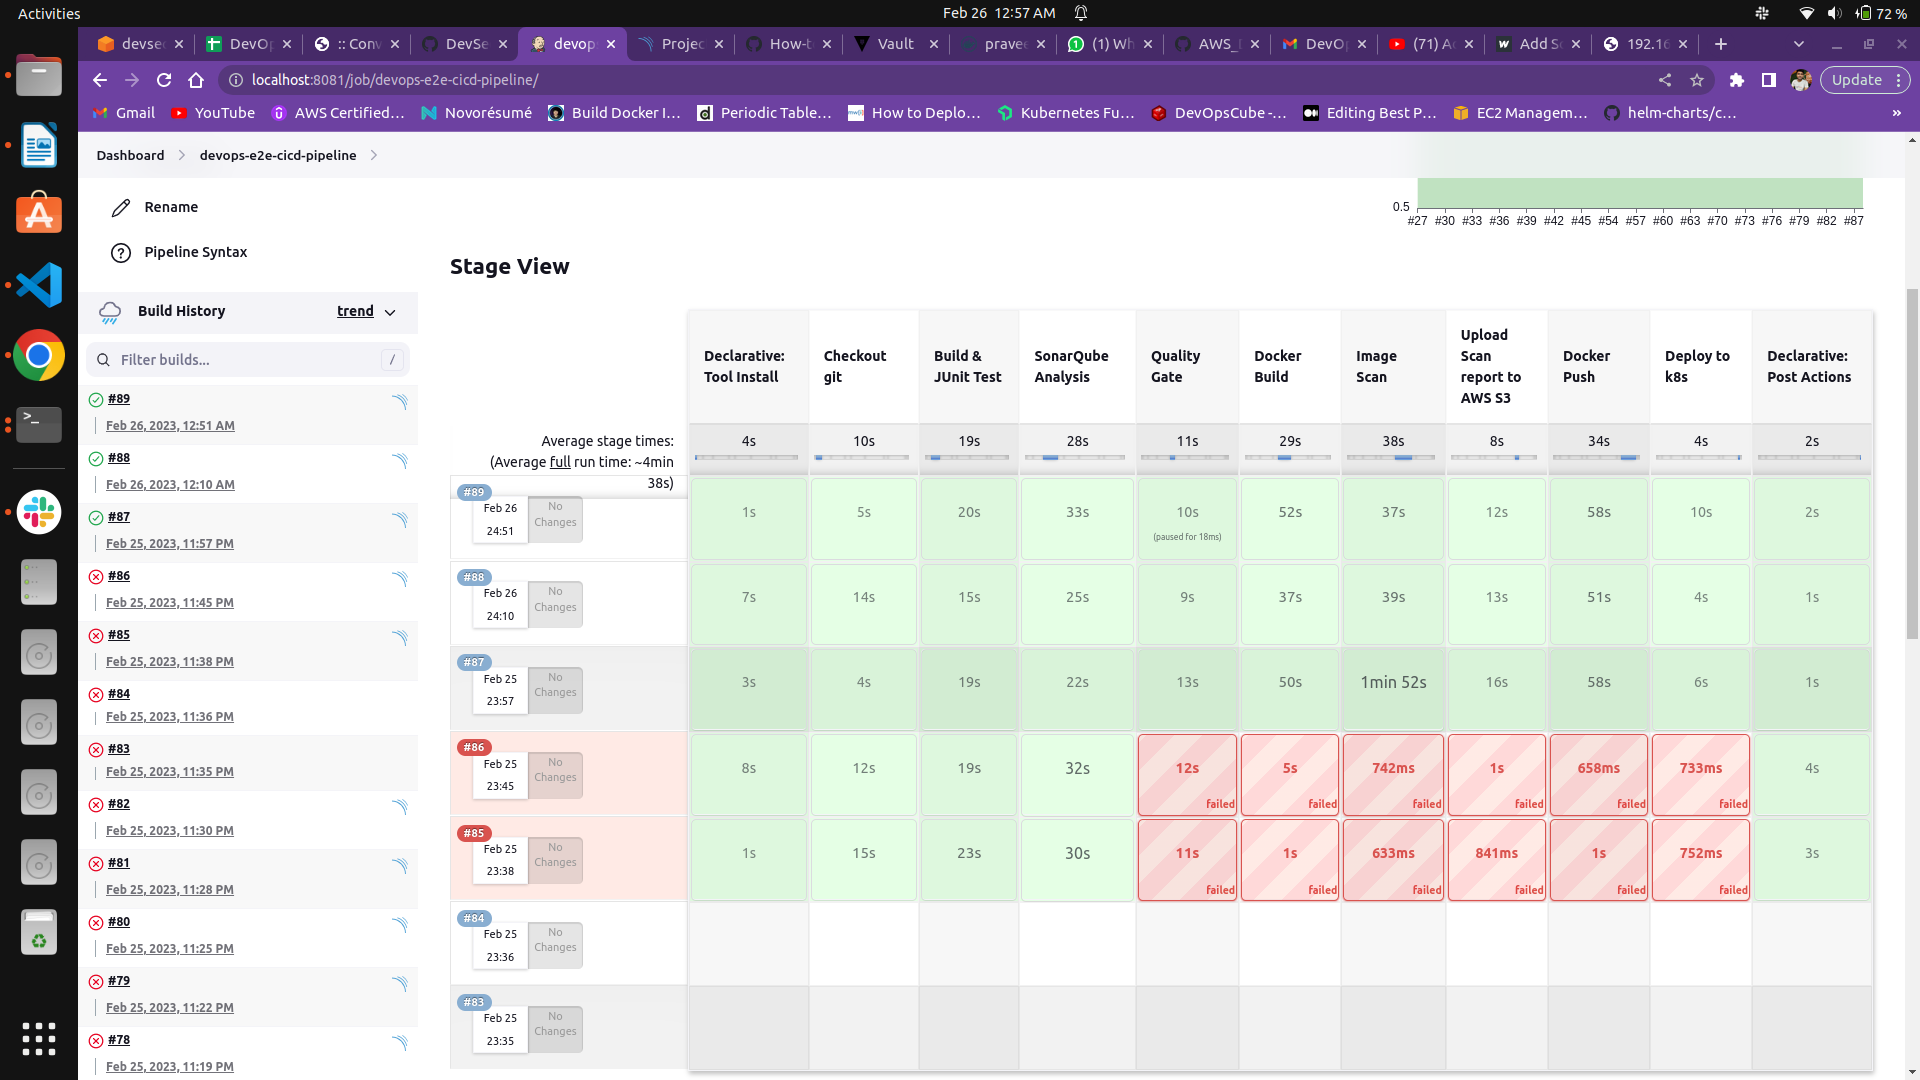 Activities
Feb 26 12:57 AM
72 %
devsec
DevOp
:: Conv
DevSe
devop
Projec
How-to
Vault
pravee
(1) Wh
AWS_D
DevOp
(71) A
Add Sc
192.16
localhost:8081/job/devops-e2e-cicd-pipeline/
Update
Gmail
YouTube
AWS Certified...
Novorésumé
Build Docker I...
Periodic Table...
How to Deplo...
Kubernetes Fu...
DevOpsCube -...
Editing Best P...
EC2 Managem...
helm-charts/c...
»
Dashboard
devops-e2e-cicd-pipeline
Rename
Pipeline Syntax
Build History
trend
Filter builds...
/
#89
Feb 26, 2023, 12:51 AM
#88
Feb 26, 2023, 12:10 AM
#87
Feb 25, 2023, 11:57 PM
#86
Feb 25, 2023, 11:45 PM
#85
Feb 25, 2023, 11:38 PM
#84
Feb 25, 2023, 11:36 PM
#83
Feb 25, 2023, 11:35 PM
#82
Feb 25, 2023, 11:30 PM
#81
Feb 25, 2023, 11:28 PM
#80
Feb 25, 2023, 11:25 PM
#79
Feb 25, 2023, 11:22 PM
#78
Feb 25, 2023, 11:19 PM
0.5
#27 #30 #33 #36 #39 #42 #45 #54 #57 #60 #63 #70 #73 #76 #79 #82 #87
Stage View
Declarative:
Tool Install
Checkout
git
Build &
JUnit Test
SonarQube
Analysis
Quality
Gate
Docker
Build
Image
Scan
Upload
Scan
report to
AWS S3
Docker
Push
Deploy to
k8s
Declarative:
Post Actions
Average stage times:
(Average full run time: ~4min
38s)
4s 10s 19s 28s 11s 29s 38s 8s 34s 4s 2s
#89
Feb 26
24:51
No
Changes
1s 5s 20s 33s 10s 52s 37s 12s 58s 10s 2s
(paused for 18ms)
#88
Feb 26
24:10
No
Changes
7s 14s 15s 25s 9s 37s 39s 13s 51s 4s 1s
#87
Feb 25
23:57
No
Changes
3s 4s 19s 22s 13s 50s 1min 52s 16s 58s 6s 1s
#86
Feb 25
23:45
No
Changes
8s 12s 19s 32s 12s 5s 742ms 1s 658ms 733ms 4s
failed failed failed failed failed failed
#85
Feb 25
23:38
No
Changes
1s 15s 23s 30s 11s 1s 633ms 841ms 1s 752ms 3s
failed failed failed failed failed failed
#84
Feb 25
23:36
No
Changes
#83
Feb 25
23:35
No
Changes